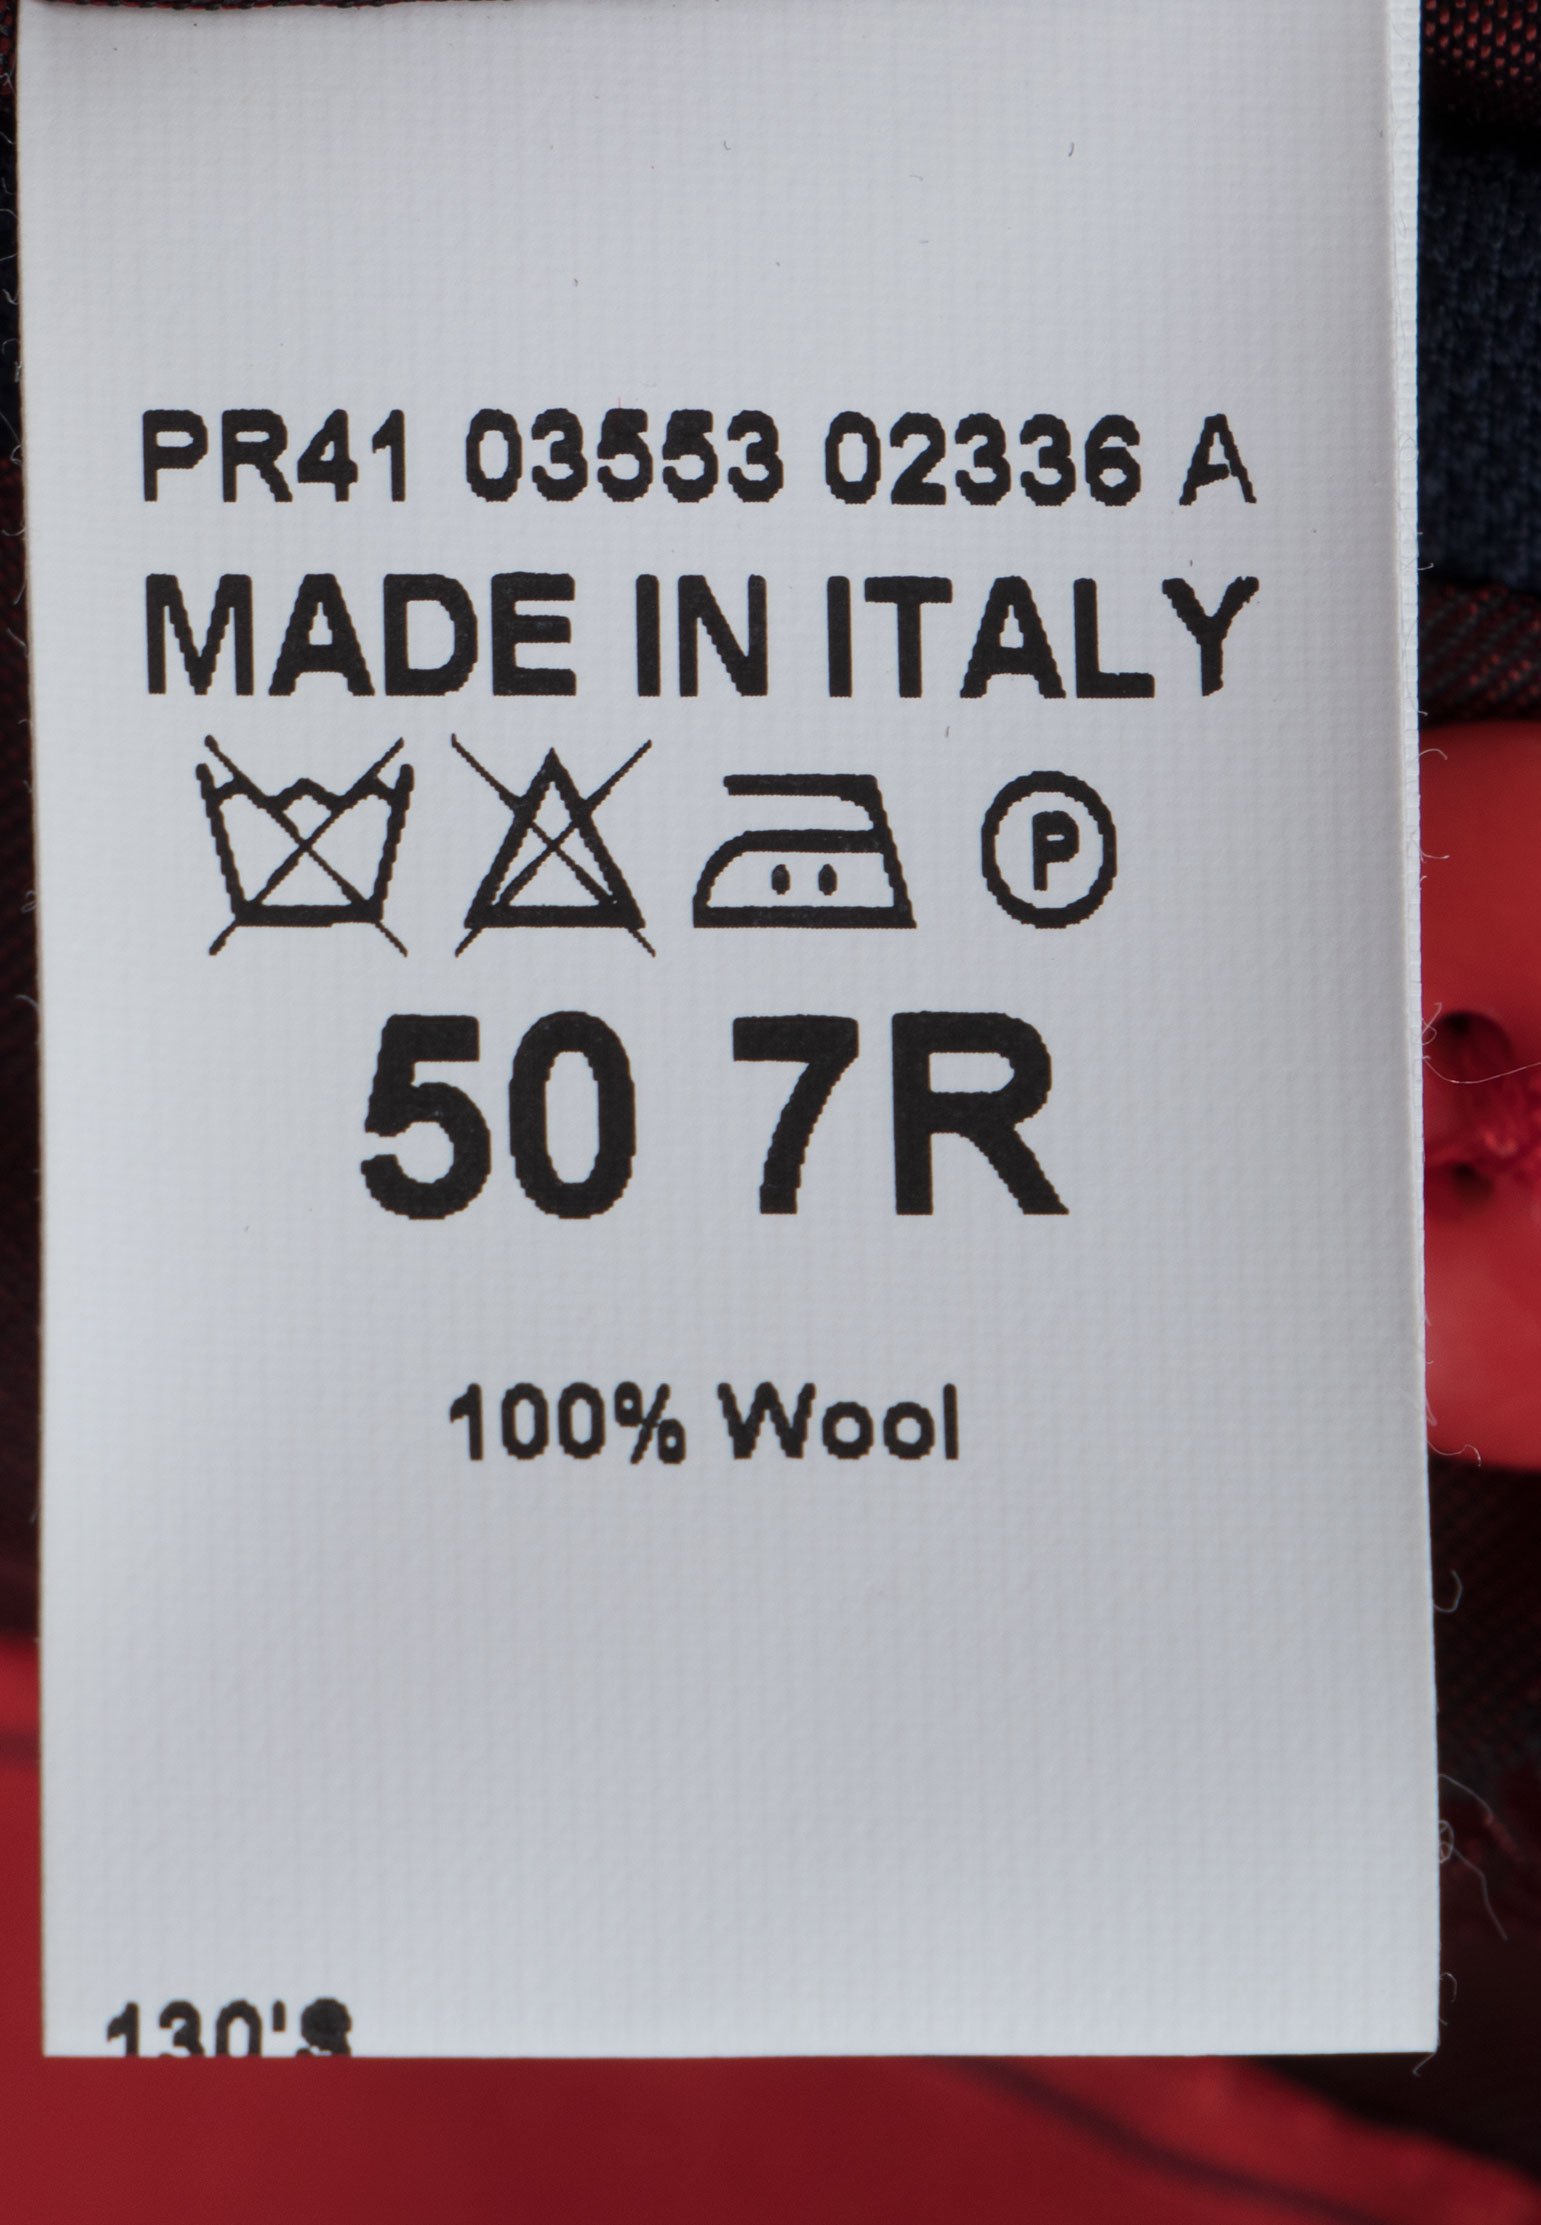 PR41 03553 02336 A
MADE IN ITALY
P
50 7R
100% Wool
130'S